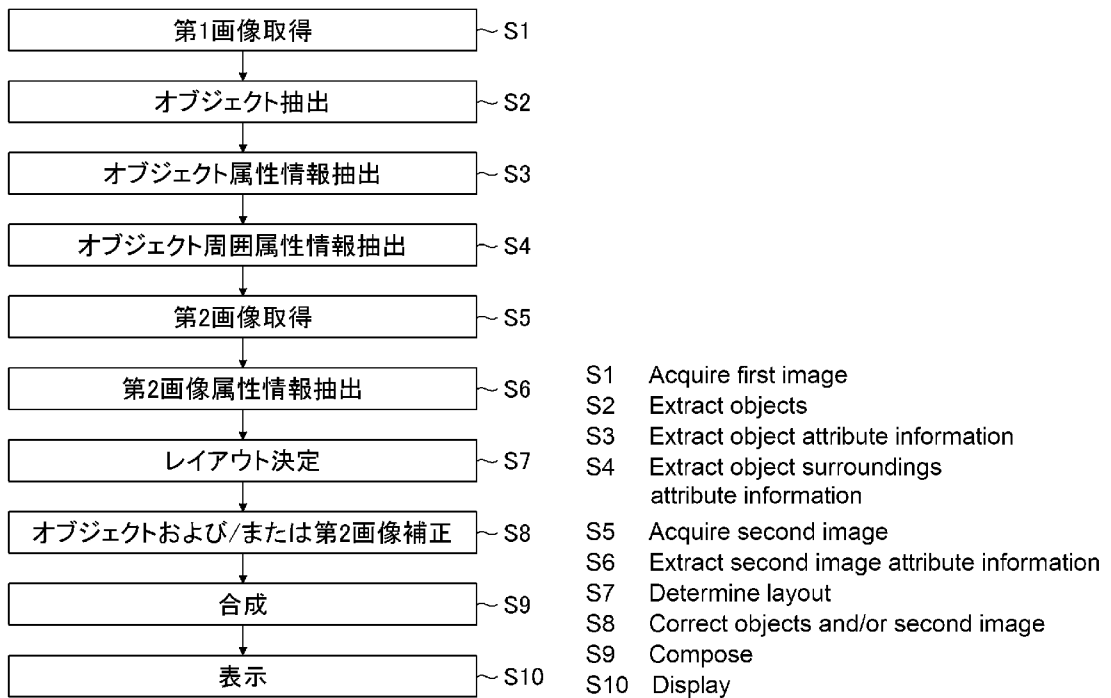 第1画像取得 S1
オブジェクト抽出 S2
オブジェクト属性情報抽出 S3
オブジェクト周囲属性情報抽出 S4
第2画像取得 S5
第2画像属性情報抽出 S6
レイアウト決定 S7
オブジェクトおよび/または第2画像補正 S8
合成 S9
表示 S10
S1 Acquire first image
S2 Extract objects
S3 Extract object attribute information
S4 Extract object surroundings
attribute information
S5 Acquire second image
S6 Extract second image attribute information
S7 Determine layout
S8 Correct objects and/or second image
S9 Compose
S10 Display